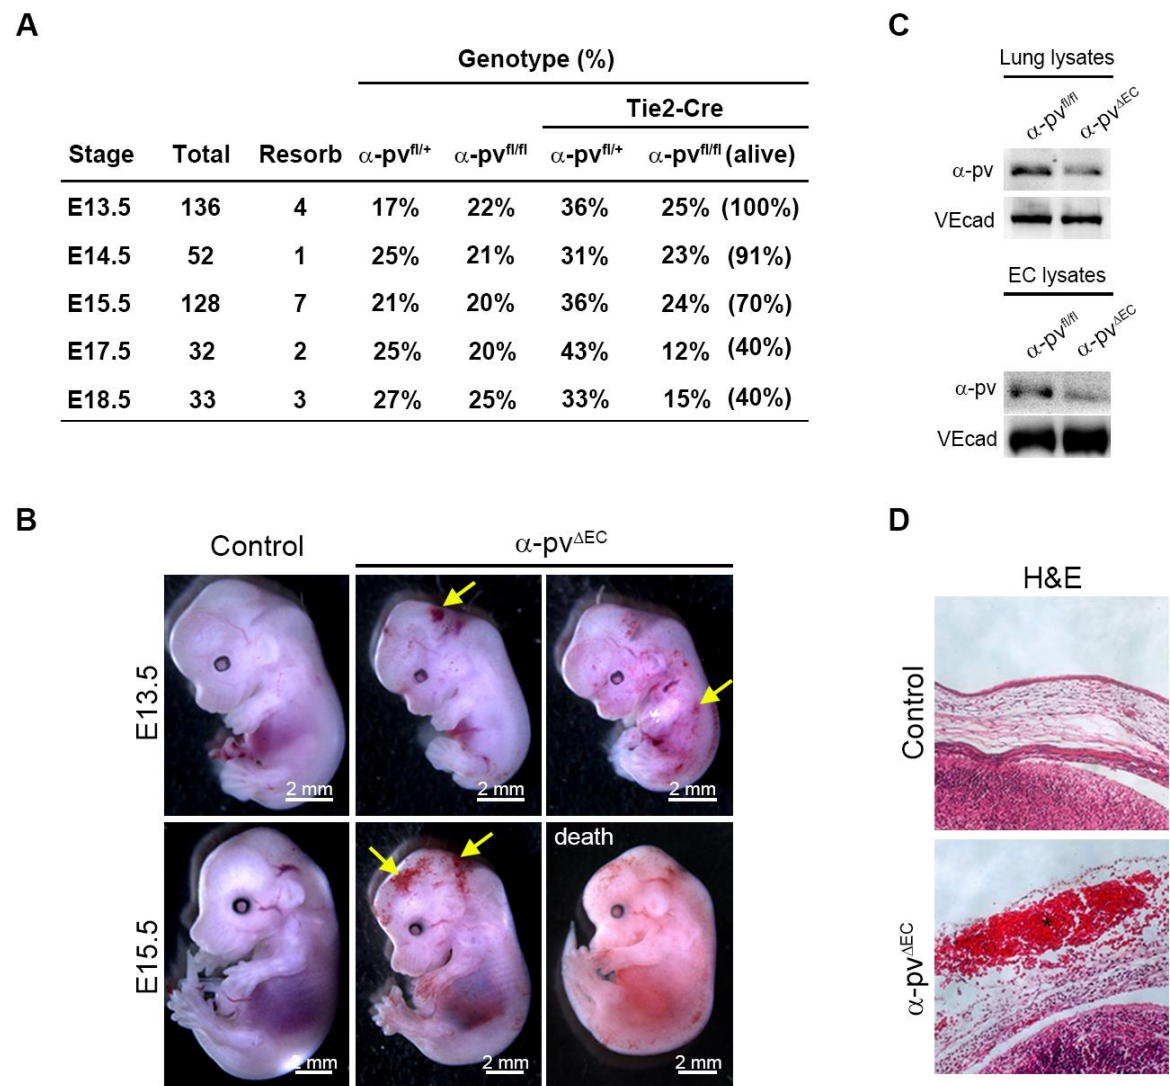 A
Genotype (%)
Tie2-Cre
Stage Total Resorb α-pv^fl/+ α-pv^fl/fl α-pv^fl/+ α-pv^fl/fl (alive)
E13.5 136 4 17% 22% 36% 25% (100%)
E14.5 52 1 25% 21% 31% 23% (91%)
E15.5 128 7 21% 20% 36% 24% (70%)
E17.5 32 2 25% 20% 43% 12% (40%)
E18.5 33 3 27% 25% 33% 15% (40%)
C
Lung lysates
α-pv^fl/fl α-pv^ΔEC
α-pv
VEcad
EC lysates
α-pv^fl/fl α-pv^ΔEC
α-pv
VEcad
B
Control α-pv^ΔEC
E13.5
2 mm 2 mm 2 mm
E15.5
death
2 mm 2 mm 2 mm
D
H&E
Control
*
α-pv^ΔEC